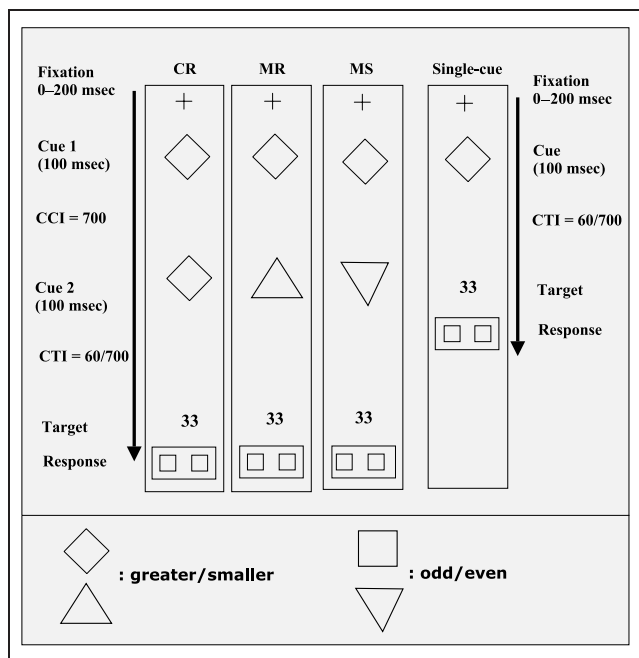 CR MR MS Single-cue
Fixation
0–200 msec
Fixation
0–200 msec
Cue 1
(100 msec)
Cue
(100 msec)
CCI = 700
CTI = 60/700
Cue 2
(100 msec)
33
Target
Response
CTI = 60/700
33 33 33
Target
Response
: greater/smaller
: odd/even